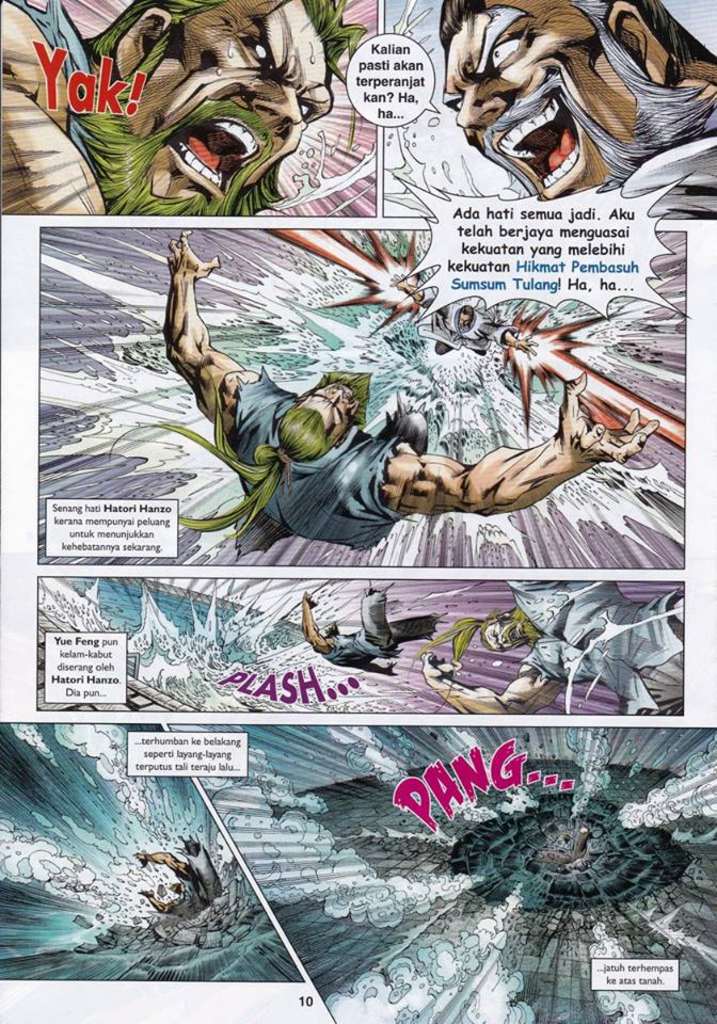 Yak!
Kalian
pasti akan
terperanjat
kan? Ha,
ha...
Ada hati semua jadi. Aku
telah berjaya menguasai
kekuatan yang melebihi
kekuatan Hikmat Pembasuh
Sumsum Tulang! Ha, ha...
Senang hati Hatori Hanzo
kerana mempunyai peluang
untuk menunjukkan
kehebatannya sekarang.
Yue Feng pun
kelam-kabut
diserang oleh
Hatori Hanzo.
Dia pun...
PLASH...
...terhumban ke belakang
seperti layang-layang
terputus tali teraju lalu...
PANG...
...jatuh terhempas
ke atas tanah.
10